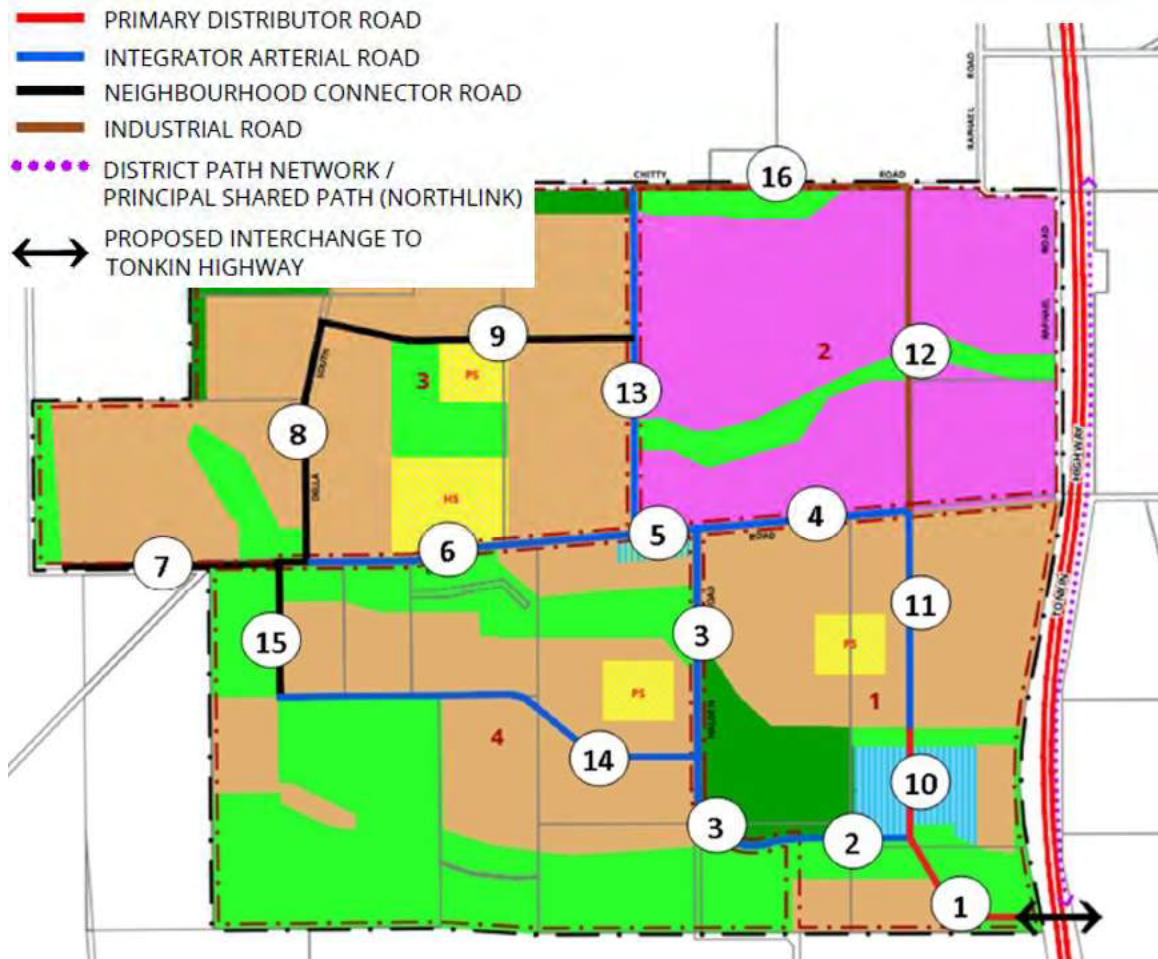 PRIMARY DISTRIBUTOR ROAD
INTEGRATOR ARTERIAL ROAD
NEIGHBOURHOOD CONNECTOR ROAD
INDUSTRIAL ROAD
DISTRICT PATH NETWORK /
PRINCIPAL SHARED PATH (NORTHLINK)
PROPOSED INTERCHANGE TO
TONKIN HIGHWAY
RAPHAEL ROAD
CHITTY ROAD
16
RAPHAEL ROAD
9
2
12
SOUTH
3
PS
13
8
DELLA
HIGHWAY
HS
4
5
ROAD
6
7
TONKIN
11
3
15
PS
PS
1
MALDEN
4
14
10
3
2
1